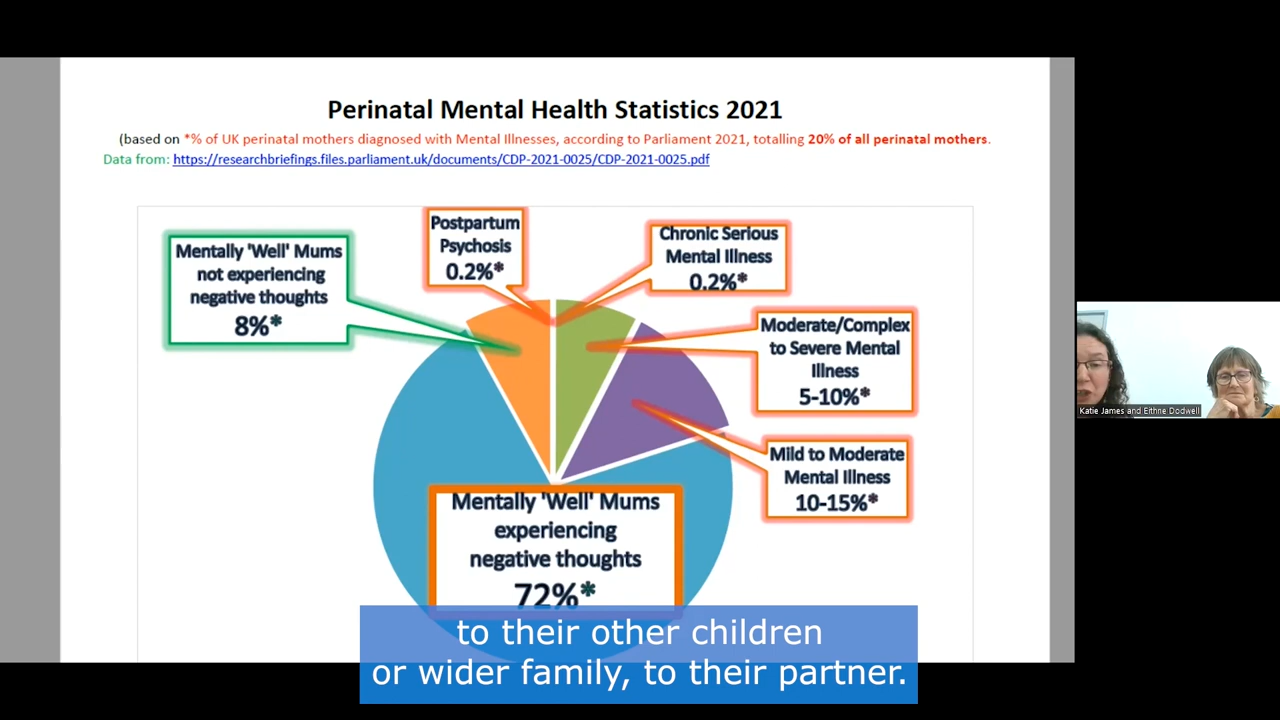 Perinatal Mental Health Statistics 2021
(based on *% of UK perinatal mothers diagnosed with Mental Illnesses, according to Parliament 2021, totalling 20% of all perinatal mothers.
Data from: https://researchbriefings.files.parliament.uk/documents/CDP-2021-0025/CDP-2021-0025.pdf
Mentally 'Well' Mums
not experiencing
negative thoughts
8%*
Postpartum
Psychosis
0.2%*
Chronic Serious
Mental Illness
0.2%*
Moderate/Complex
to Severe Mental
Illness
5-10%*
Mild to Moderate
Mental Illness
10-15%*
Mentally 'Well' Mums
experiencing
negative thoughts
72%*
Katie James and Eithne Dodwell
to their other children
or wider family, to their partner.